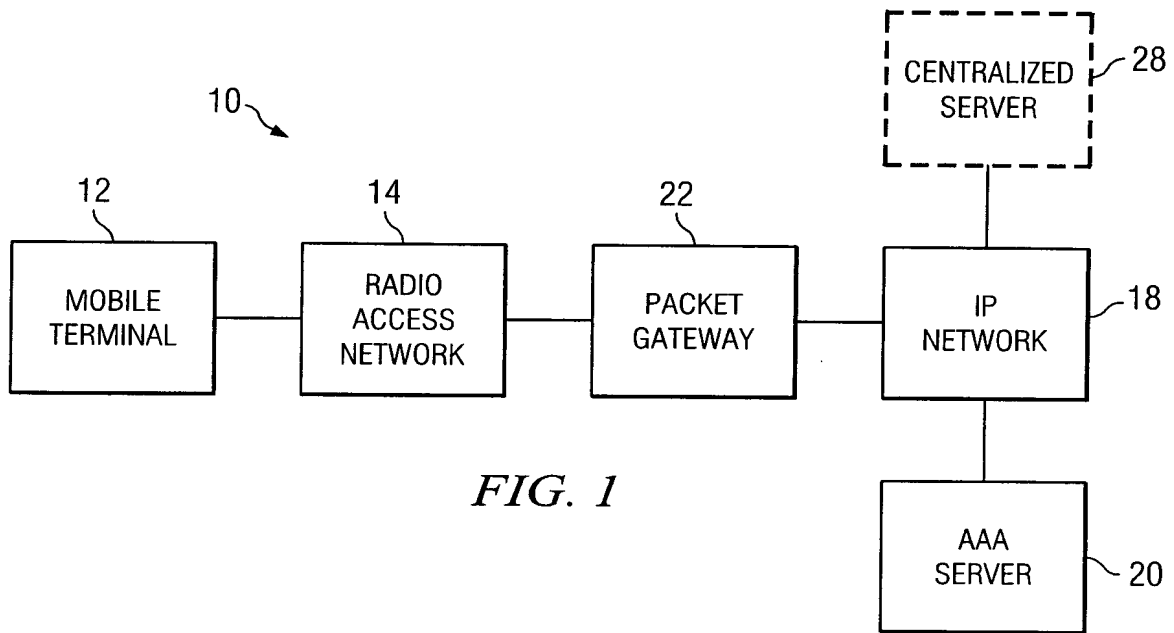 CENTRALIZED
SERVER
28
10
12
14
22
MOBILE
TERMINAL
RADIO
ACCESS
NETWORK
PACKET
GATEWAY
IP
NETWORK
18
FIG. 1
AAA
SERVER
20